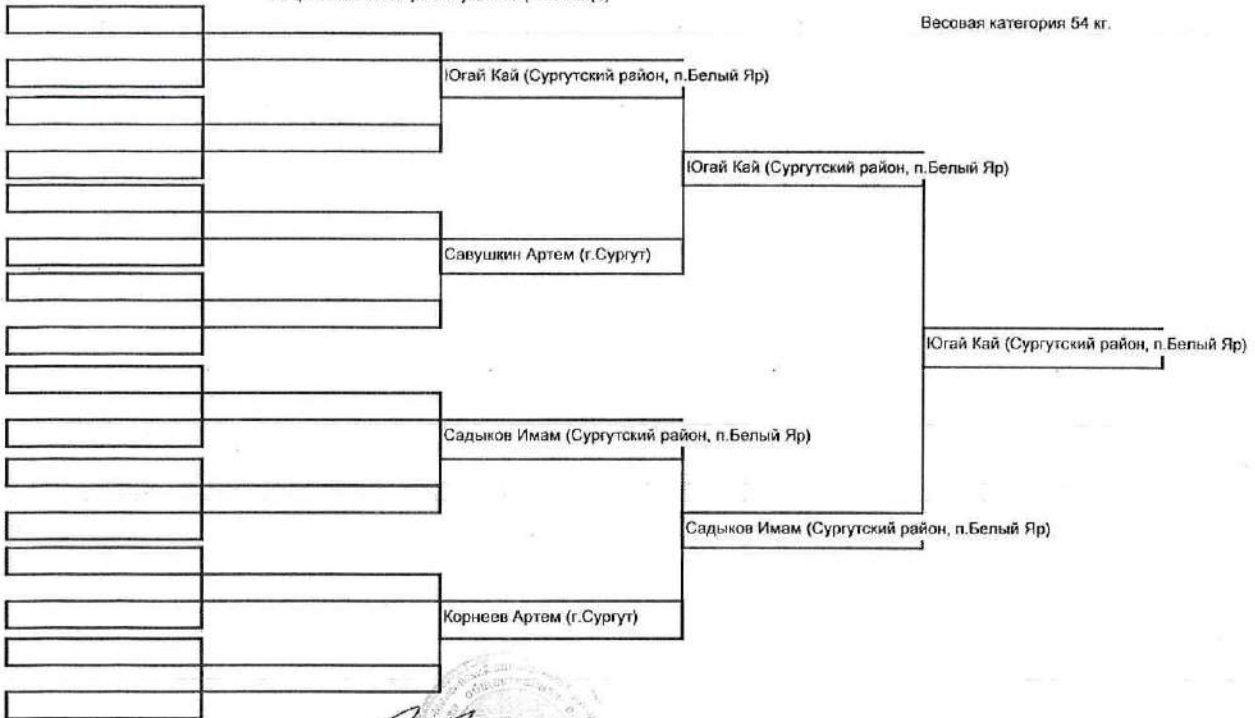 Весовая категория 54 кг.
Югай Кай (Сургутский район, п.Белый Яр)
Югай Кай (Сургутский район, п.Белый Яр)
Савушкин Артем (г.Сургут)
Югай Кай (Сургутский район, п.Белый Яр)
Садыков Имам (Сургутский район, п.Белый Яр)
Садыков Имам (Сургутский район, п.Белый Яр)
Корнеев Артем (г.Сургут)